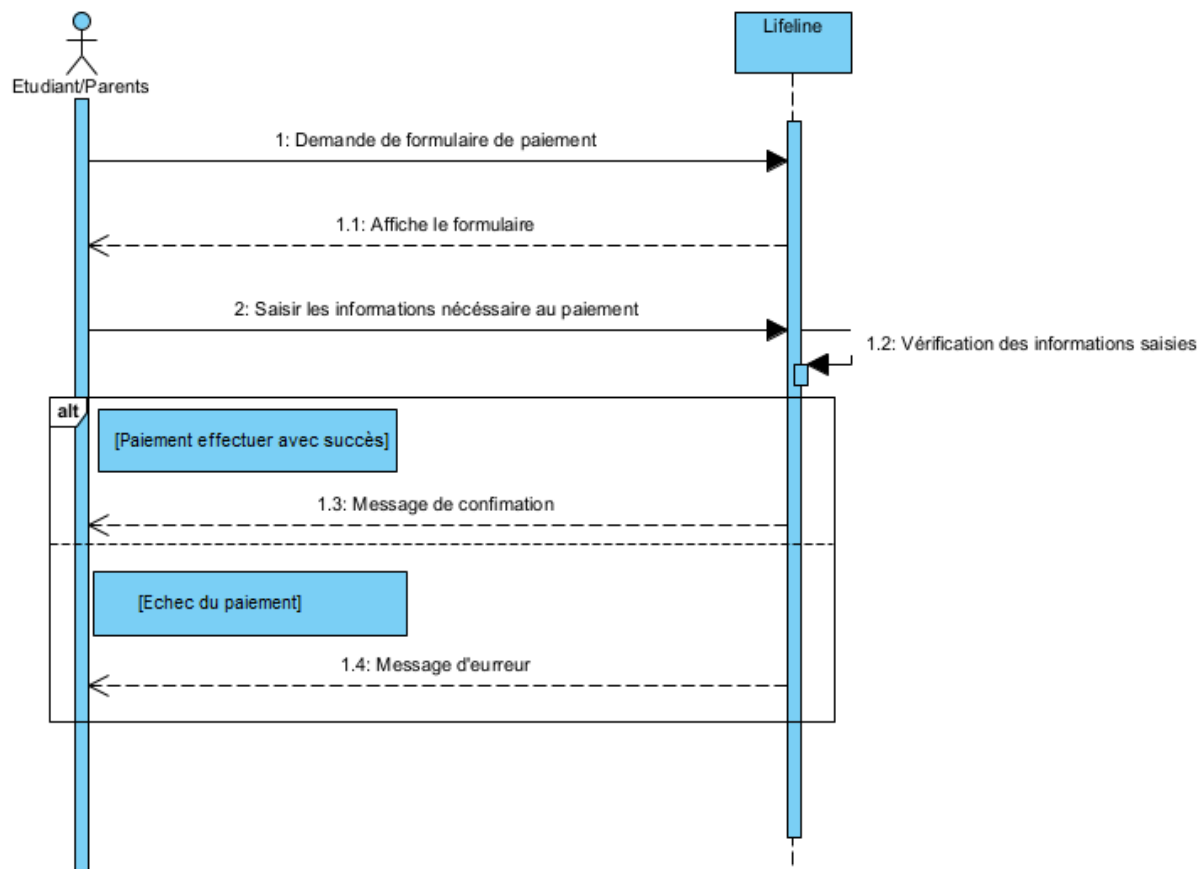 Lifeline
Etudiant/Parents
1: Demande de formulaire de paiement
1.1: Affiche le formulaire
2: Saisir les informations nécéssaire au paiement
1.2: Vérification des informations saisies
alt
[Paiement effectuer avec succès]
1.3: Message de confimation
[Echec du paiement]
1.4: Message d'eurreur